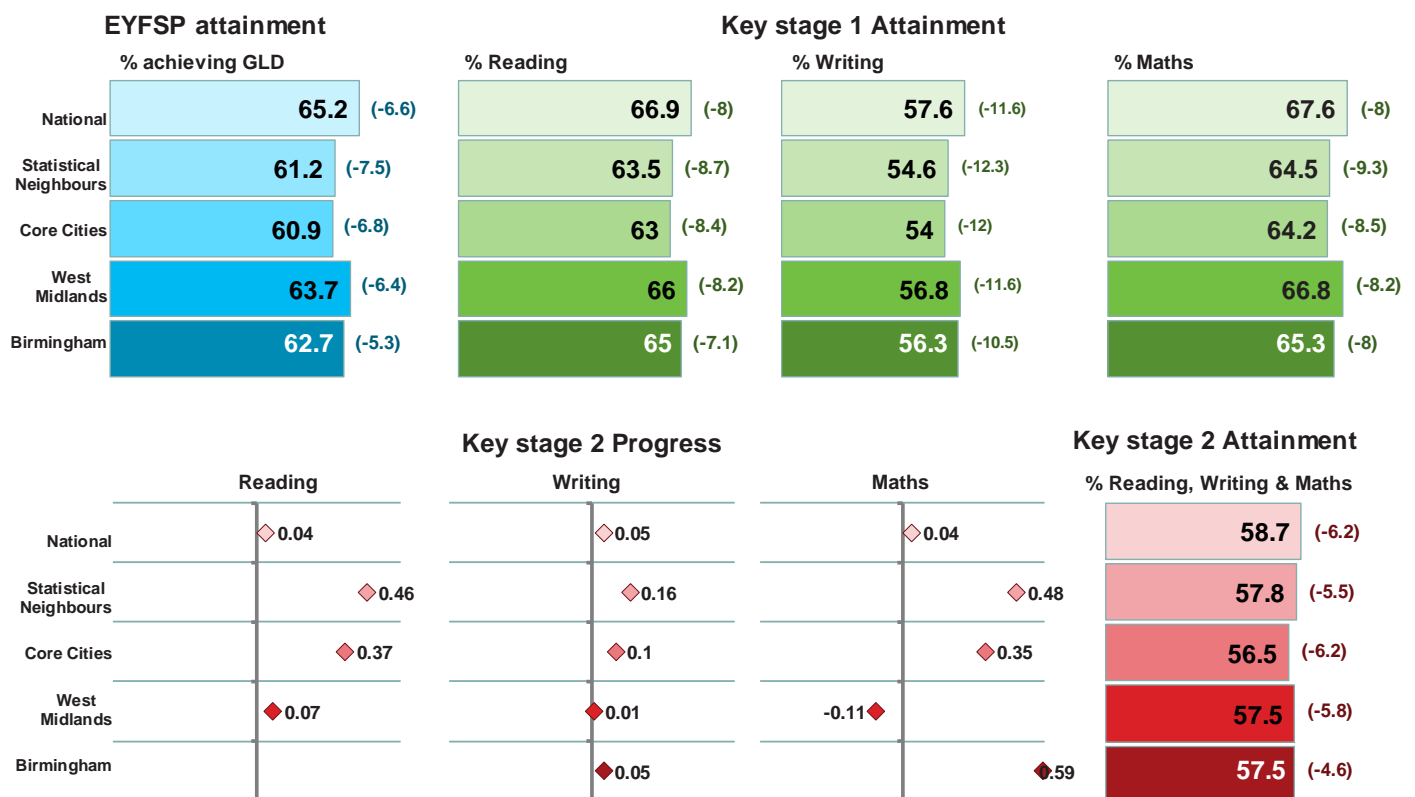 EYFSP attainment
Key stage 1 Attainment
% achieving GLD
% Reading
% Writing
% Maths
National
65.2 (-6.6)
66.9 (-8)
57.6 (-11.6)
67.6 (-8)
Statistical
Neighbours
61.2 (-7.5)
63.5 (-8.7)
54.6 (-12.3)
64.5 (-9.3)
Core Cities
60.9 (-6.8)
63 (-8.4)
54 (-12)
64.2 (-8.5)
West
Midlands
63.7 (-6.4)
66 (-8.2)
56.8 (-11.6)
66.8 (-8.2)
Birmingham
62.7 (-5.3)
65 (-7.1)
56.3 (-10.5)
65.3 (-8)
Key stage 2 Progress
Key stage 2 Attainment
Reading
Writing
Maths
% Reading, Writing & Maths
National
0.04
0.05
0.04
58.7 (-6.2)
Statistical
Neighbours
0.46
0.16
0.48
57.8 (-5.5)
Core Cities
0.37
0.1
0.35
56.5 (-6.2)
West
Midlands
0.07
0.01
-0.11
57.5 (-5.8)
Birmingham
0.05
0.59
57.5 (-4.6)